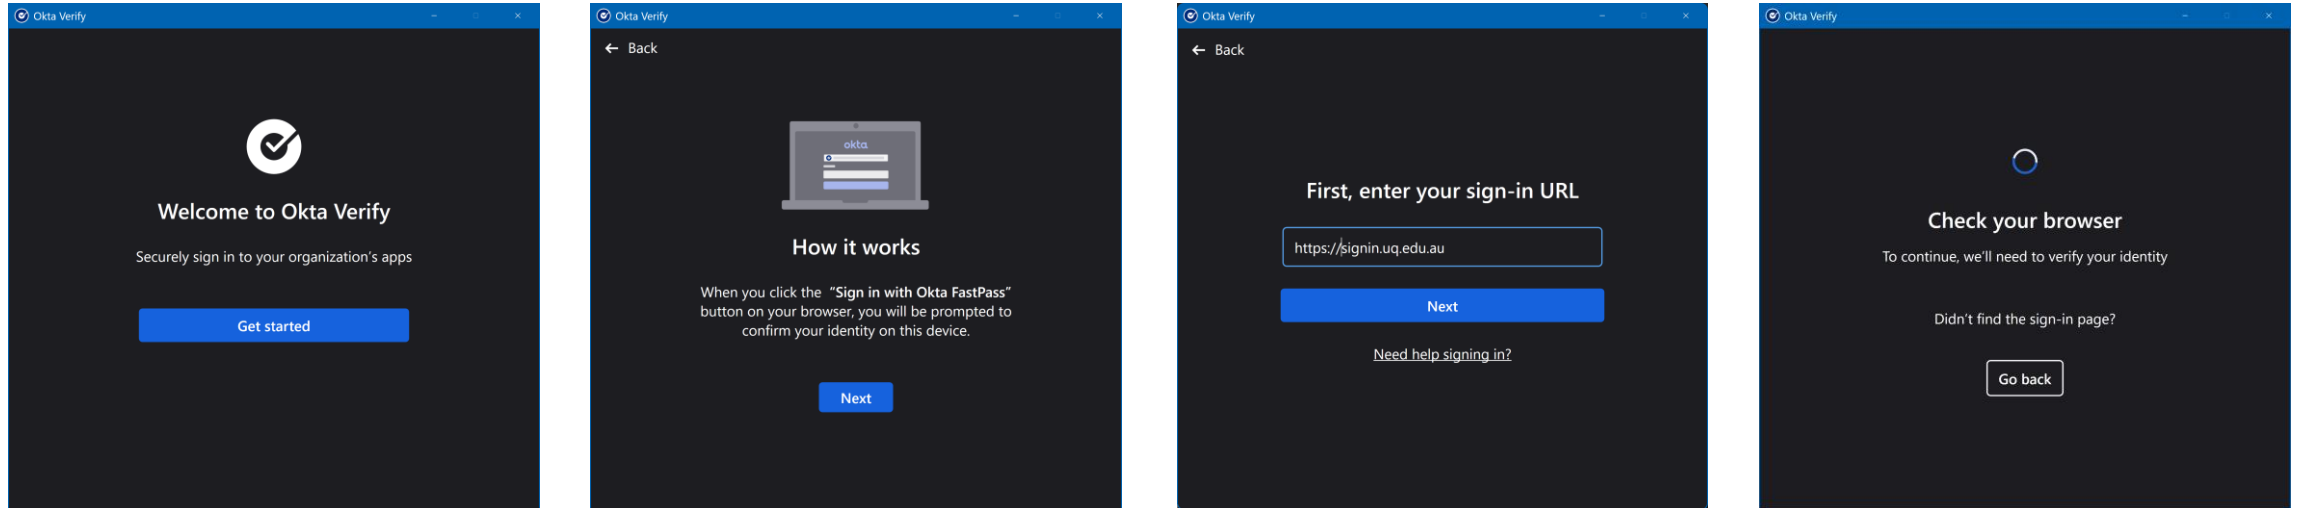 Okta Verify
Welcome to Okta Verify
Securely sign in to your organization's apps
Get started
Okta Verify
Back
okta
How it works
When you click the “Sign in with Okta FastPass”
button on your browser, you will be prompted to
confirm your identity on this device.
Next
Okta Verify
Back
First, enter your sign-in URL
https://signin.uq.edu.au
Next
Need help signing in?
Okta Verify
Check your browser
To continue, we'll need to verify your identity
Didn't find the sign-in page?
Go back